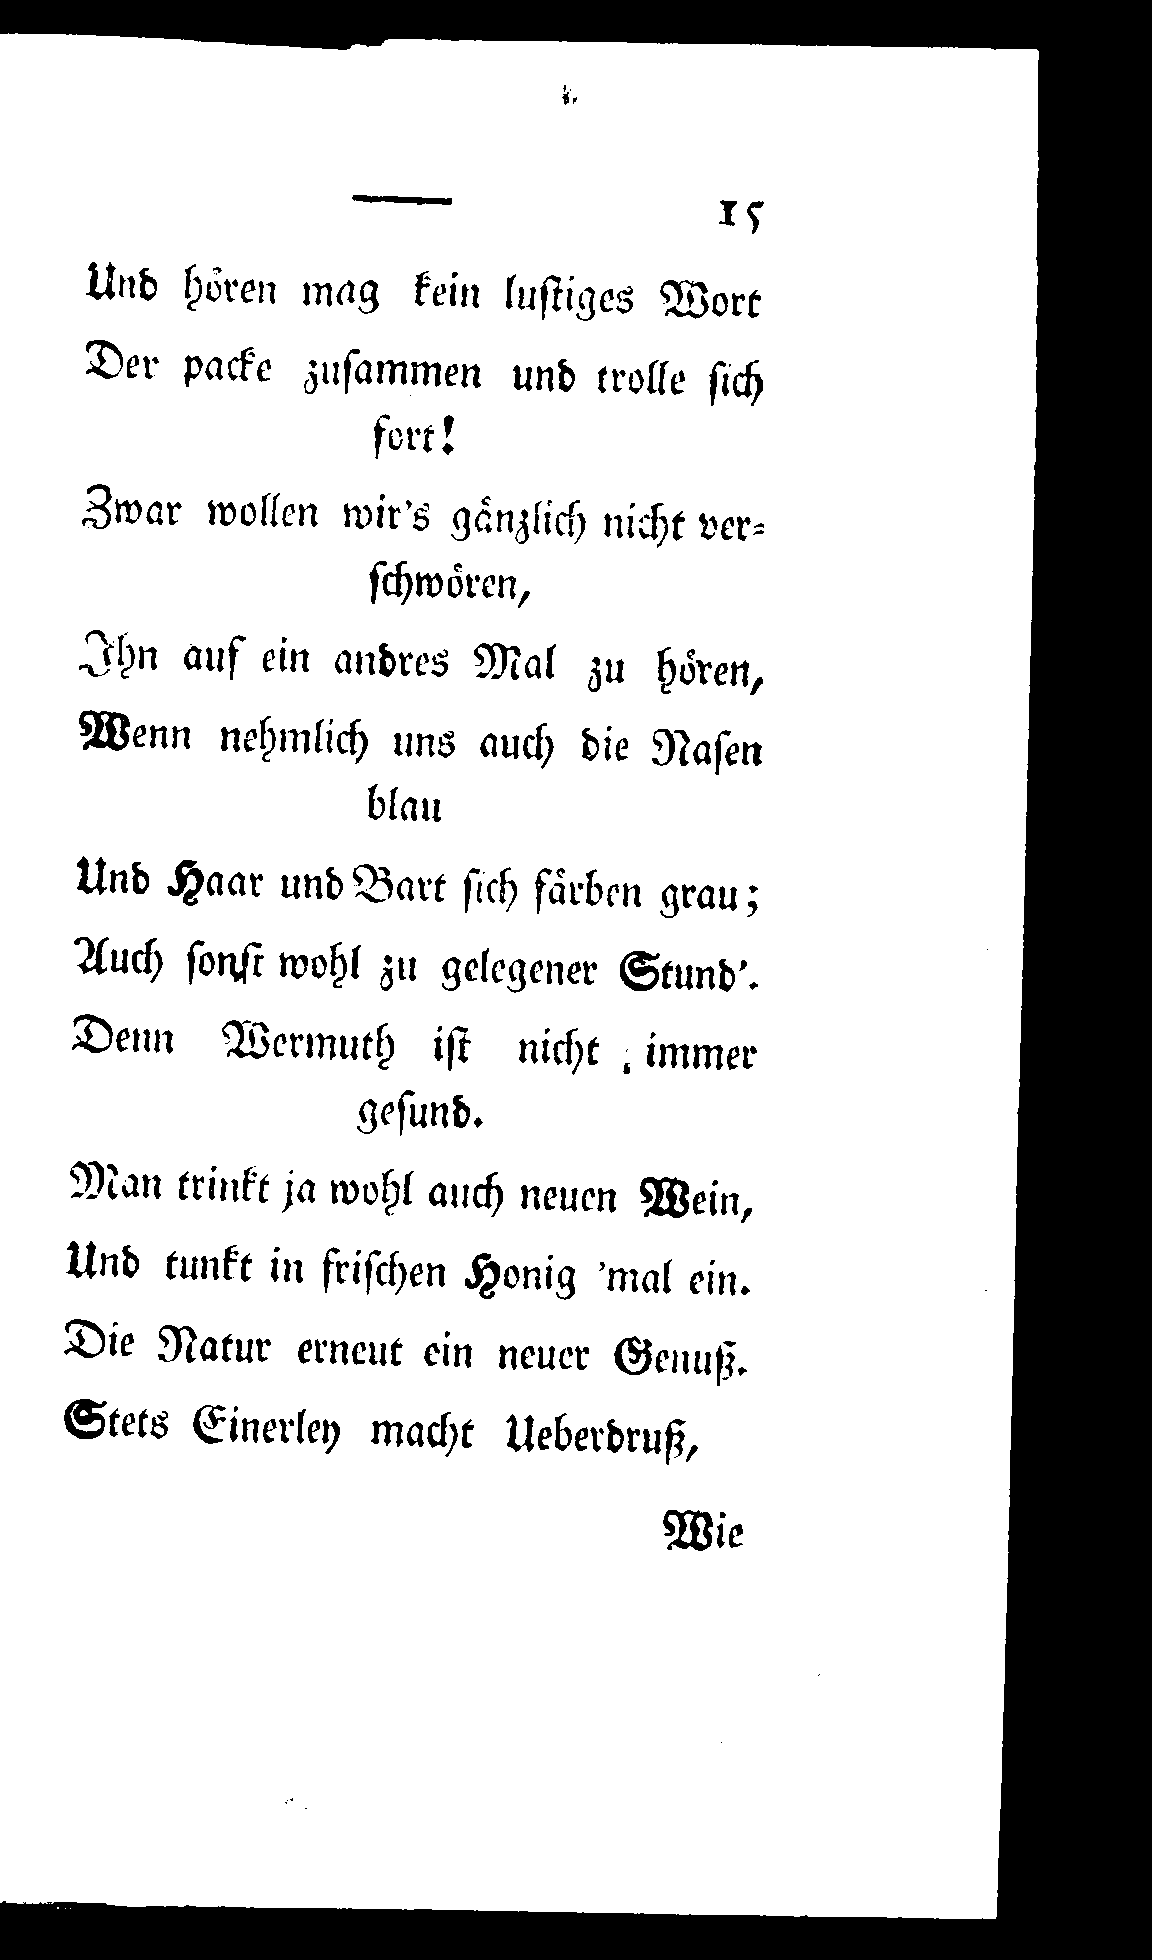 15
Und hören mag kein luſtiges Wort
Der packe zuſammen und trolle ſich
fort!
Zwar wollen wir's gänzlich nicht ver=
ſchwören,
Ihn auf ein andres Mal zu hören,
Wenn nehmlich uns auch die Naſen
blau
Und Haar und Bart ſich färben grau;
Auch ſonſt wohl zu gelegener Stund'.
Denn Wermuth iſt nicht immer
geſund.
Man trinkt ja wohl auch neuen Wein,
Und tunkt in friſchen Honig 'mal ein.
Die Natur erneut ein neuer Genuß.
Stets Einerley macht Ueberdruß,
Wie